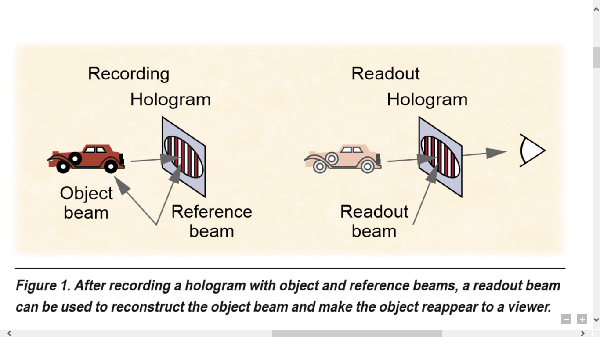 Recording
Hologram
Object
beam
Reference
beam
Readout
Hologram
Readout
beam
Figure 1. After recording a hologram with object and reference beams, a readout beam
can be used to reconstruct the object beam and make the object reappear to a viewer.